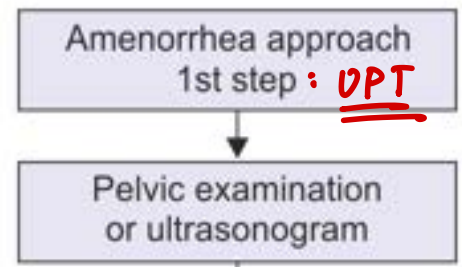 Amenorrhea approach
1st step : UPT
Pelvic examination
or ultrasonogram